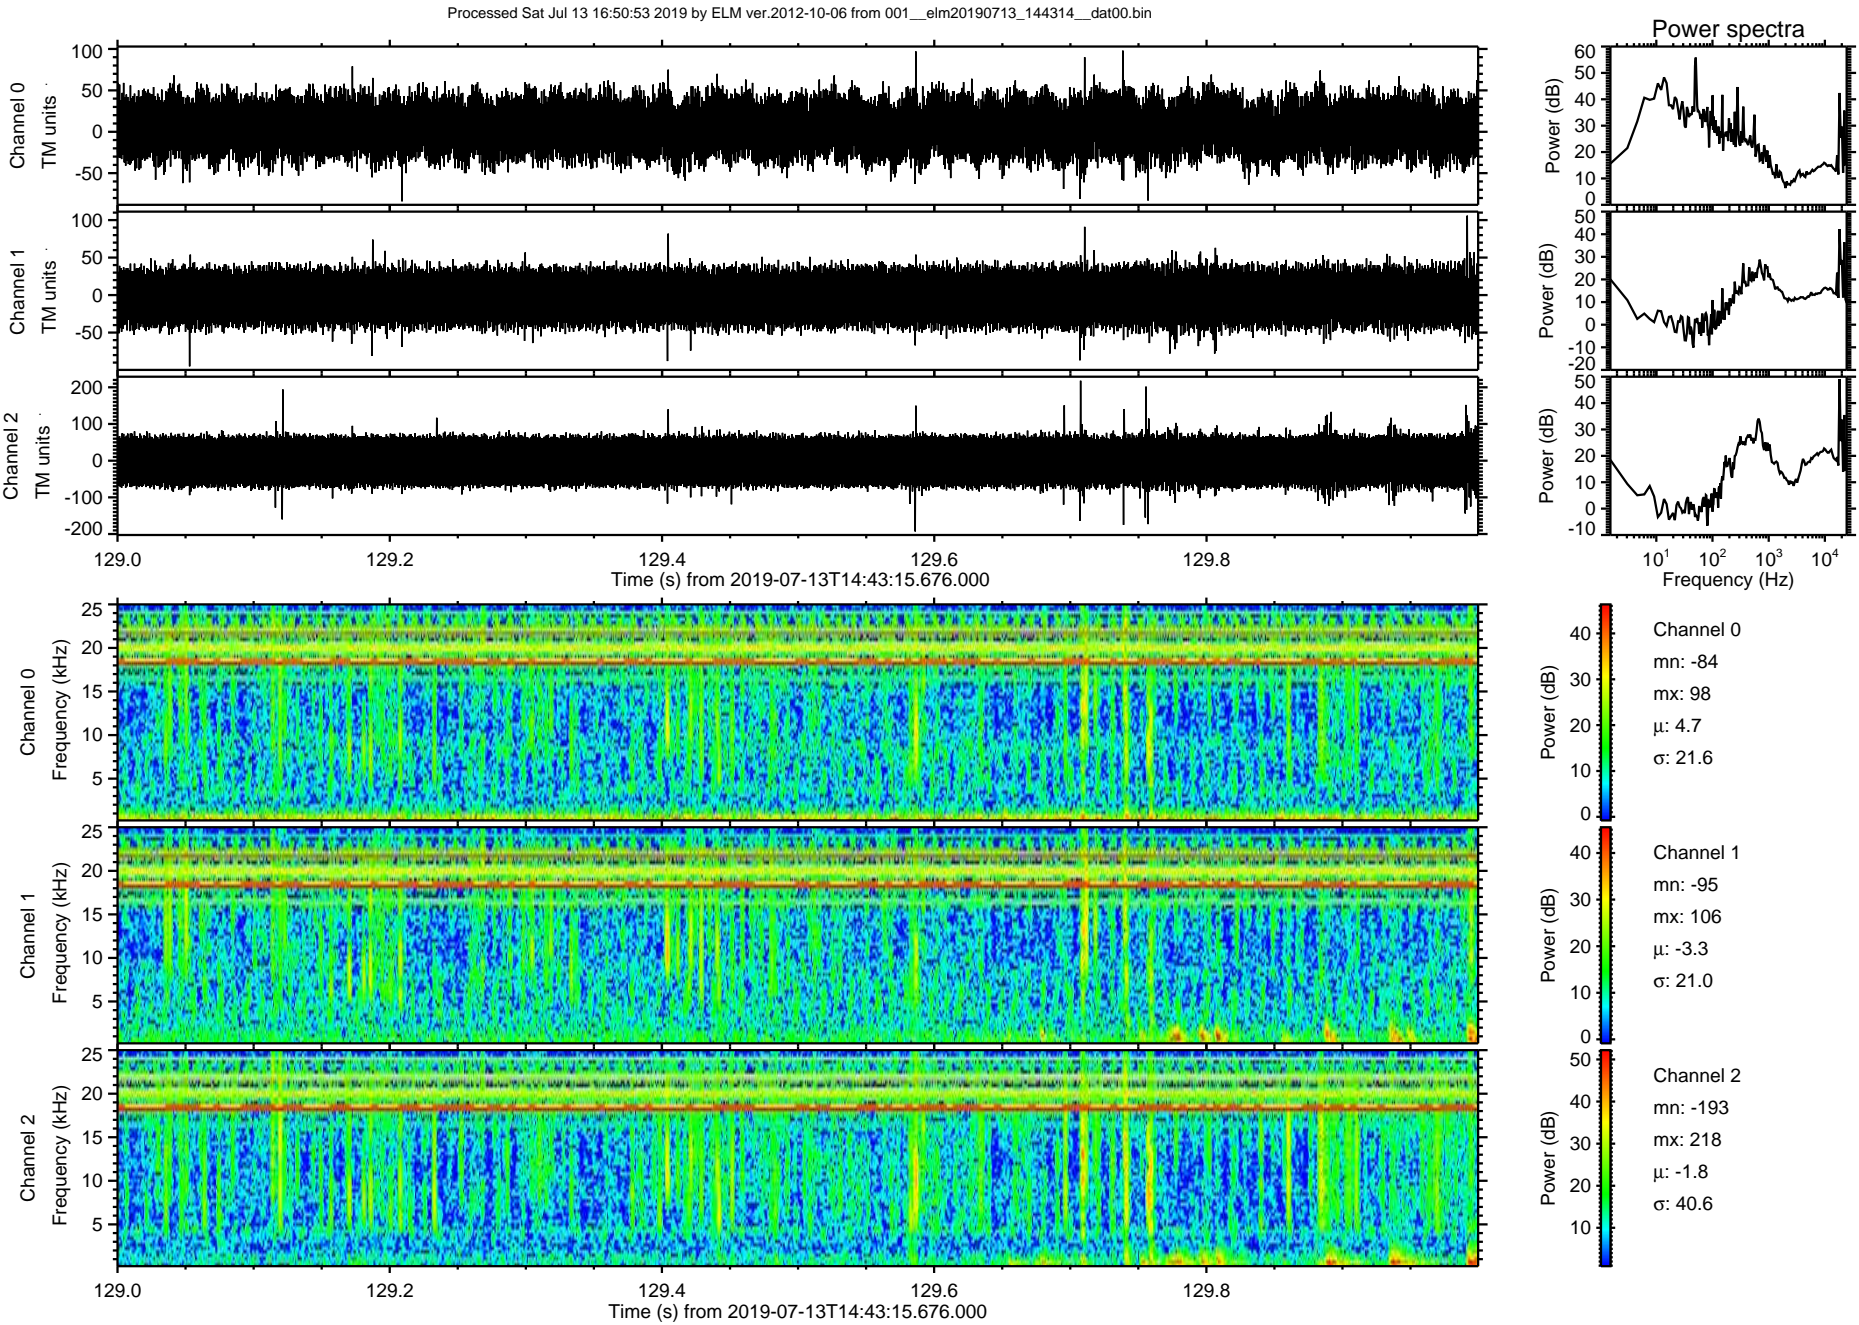 Processed Sat Jul 13 16:50:53 2019 by ELM ver.2012-10-06 from 001__elm20190713_144314__dat00.bin
Power spectra
Channel 0
TM units
100
50
0
-50
Power (dB)
60
50
40
30
20
10
0
Channel 1
TM units
100
50
0
-50
Power (dB)
50
40
30
20
10
0
-10
-20
Channel 2
TM units
200
100
0
-100
-200
Power (dB)
50
40
30
20
10
0
-10
129.0 129.2 129.4 129.6 129.8
Time (s) from 2019-07-13T14:43:15.676.000
10^1 10^2 10^3 10^4
Frequency (Hz)
Channel 0
Frequency (kHz)
25
20
15
10
5
Power (dB)
40
30
20
10
0
Channel 0
mn: -84
mx: 98
μ: 4.7
σ: 21.6
Channel 1
Frequency (kHz)
25
20
15
10
5
Power (dB)
40
30
20
10
0
Channel 1
mn: -95
mx: 106
μ: -3.3
σ: 21.0
Channel 2
Frequency (kHz)
25
20
15
10
5
Power (dB)
50
40
30
20
10
Channel 2
mn: -193
mx: 218
μ: -1.8
σ: 40.6
129.0 129.2 129.4 129.6 129.8
Time (s) from 2019-07-13T14:43:15.676.000